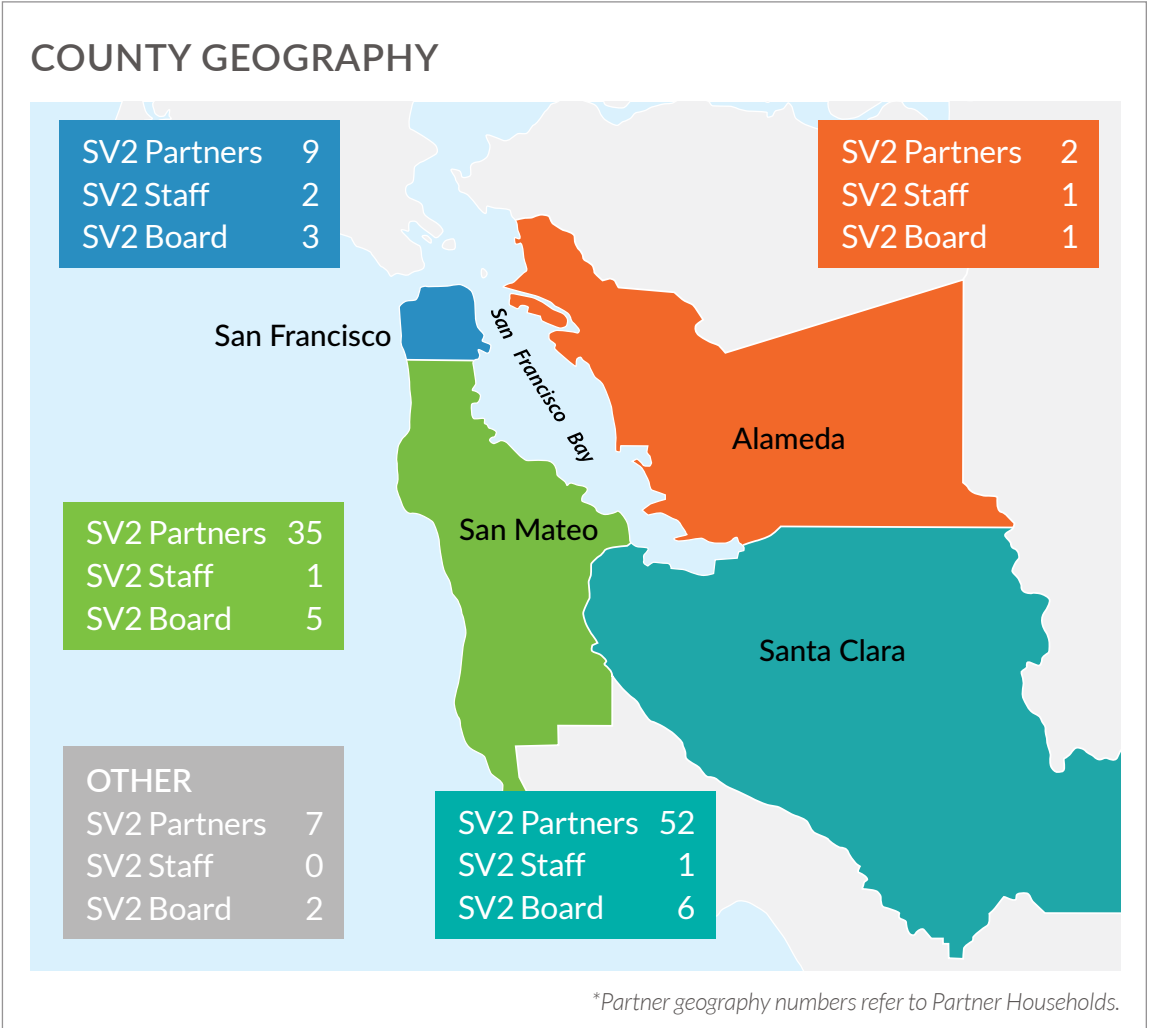 COUNTY GEOGRAPHY
SV2 Partners 9
SV2 Staff 2
SV2 Board 3
SV2 Partners 2
SV2 Staff 1
SV2 Board 1
San Francisco
San Francisco Bay
Alameda
SV2 Partners 35
SV2 Staff 1
SV2 Board 5
San Mateo
Santa Clara
OTHER
SV2 Partners 7
SV2 Staff 0
SV2 Board 2
SV2 Partners 52
SV2 Staff 1
SV2 Board 6
*Partner geography numbers refer to Partner Households.